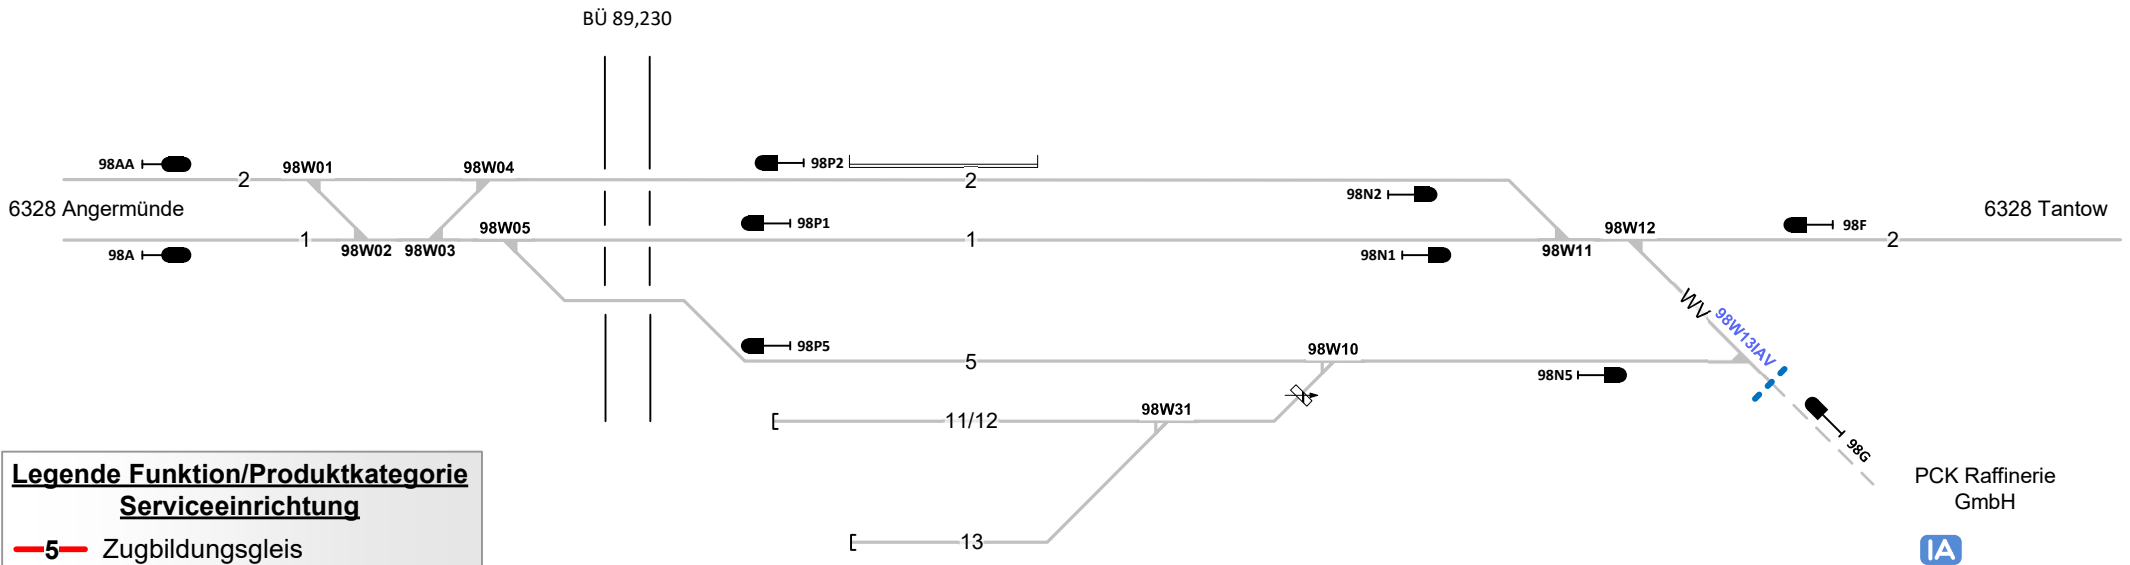 BÜ 89,230
98AA
98W01
98W04
98P2
2
2
98N2
6328 Angermünde
98P1
98W05
98W12
98F
6328 Tantow
1
1
2
98A
98W02
98W03
98N1
98W11
WV
98W13IAV
98P5
98W10
5
98N5
11/12
98W31
98G
PCK Raffinerie
GmbH
13
IA
Legende Funktion/Produktkategorie
Serviceeinrichtung
5 Zugbildungsgleis